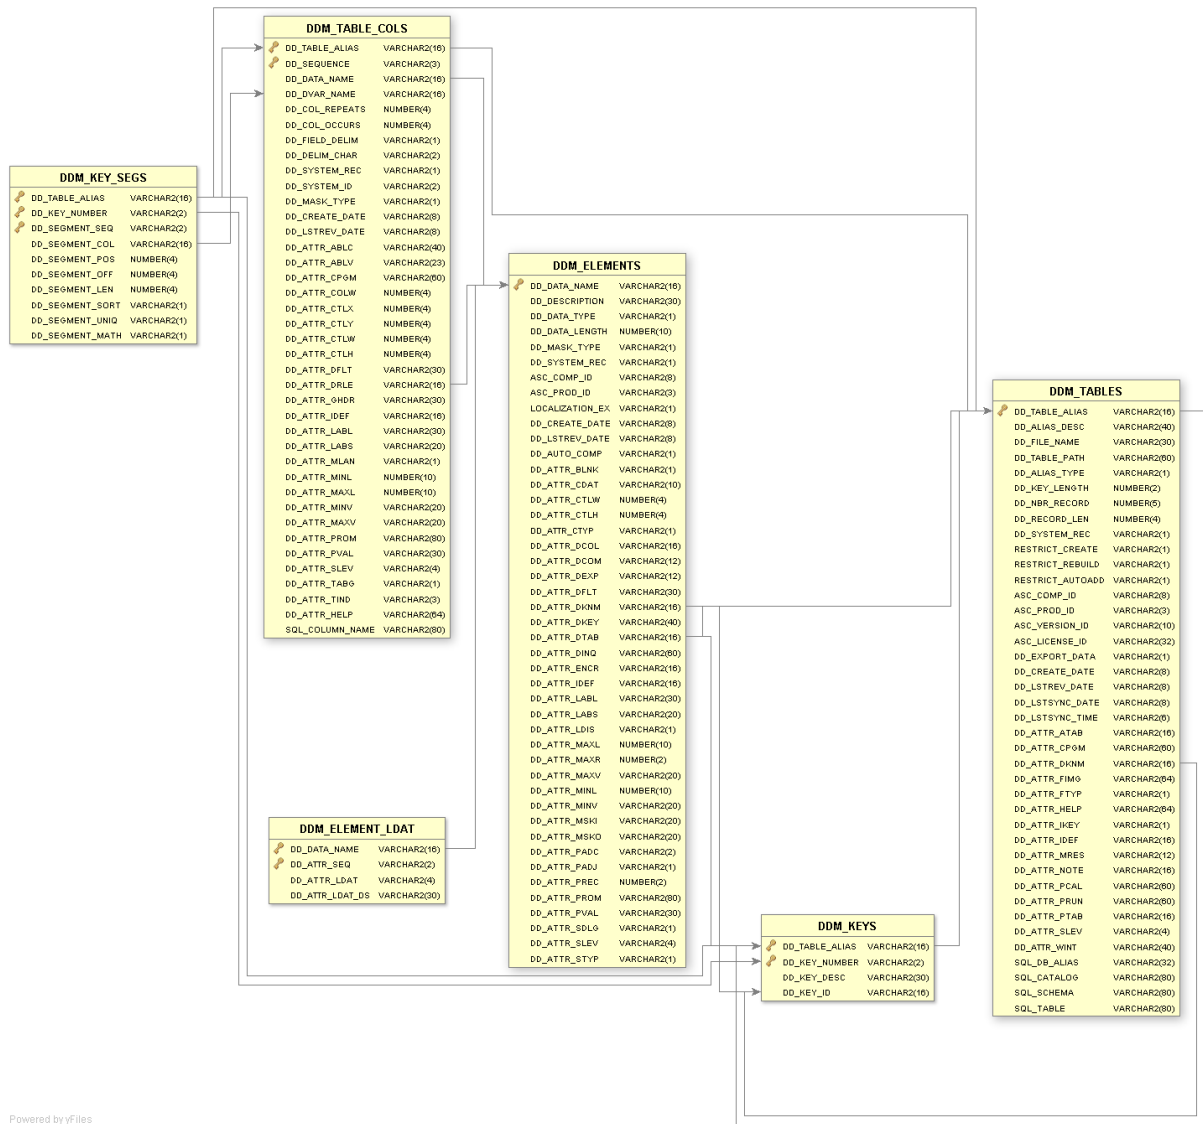 DDM_TABLE_COLS
DD_TABLE_ALIAS VARCHAR2(16)
DD_SEQUENCE VARCHAR2(3)
DD_DATA_NAME VARCHAR2(16)
DD_DVAR_NAME VARCHAR2(16)
DD_COL_REPEATS NUMBER(4)
DD_COL_OCCURS NUMBER(4)
DD_FIELD_DELIM VARCHAR2(1)
DD_DELIM_CHAR VARCHAR2(2)
DD_SYSTEM_REC VARCHAR2(1)
DD_SYSTEM_ID VARCHAR2(2)
DD_MASK_TYPE VARCHAR2(1)
DD_CREATE_DATE VARCHAR2(8)
DD_LSTREV_DATE VARCHAR2(8)
DD_ATTR_ABLC VARCHAR2(40)
DD_ATTR_ABLV VARCHAR2(23)
DD_ATTR_CPGM VARCHAR2(60)
DD_ATTR_COLW NUMBER(4)
DD_ATTR_CTLX NUMBER(4)
DD_ATTR_CTLY NUMBER(4)
DD_ATTR_CTLW NUMBER(4)
DD_ATTR_CTLH NUMBER(4)
DD_ATTR_DFLT VARCHAR2(30)
DD_ATTR_DRLE VARCHAR2(16)
DD_ATTR_GHDR VARCHAR2(30)
DD_ATTR_IDEF VARCHAR2(16)
DD_ATTR_LABL VARCHAR2(30)
DD_ATTR_LABS VARCHAR2(20)
DD_ATTR_MLAN VARCHAR2(1)
DD_ATTR_MINL NUMBER(10)
DD_ATTR_MAXL NUMBER(10)
DD_ATTR_MINV VARCHAR2(20)
DD_ATTR_MAXV VARCHAR2(20)
DD_ATTR_PROM VARCHAR2(80)
DD_ATTR_PVAL VARCHAR2(30)
DD_ATTR_SLEV VARCHAR2(4)
DD_ATTR_TABG VARCHAR2(1)
DD_ATTR_TIND VARCHAR2(3)
DD_ATTR_HELP VARCHAR2(64)
SQL_COLUMN_NAME VARCHAR2(80)
DDM_KEY_SEGS
DD_TABLE_ALIAS VARCHAR2(16)
DD_KEY_NUMBER VARCHAR2(2)
DD_SEGMENT_SEQ VARCHAR2(2)
DD_SEGMENT_COL VARCHAR2(16)
DD_SEGMENT_POS NUMBER(4)
DD_SEGMENT_OFF NUMBER(4)
DD_SEGMENT_LEN NUMBER(4)
DD_SEGMENT_SORT VARCHAR2(1)
DD_SEGMENT_UNIQ VARCHAR2(1)
DD_SEGMENT_MATH VARCHAR2(1)
DDM_ELEMENTS
DD_DATA_NAME VARCHAR2(16)
DD_DESCRIPTION VARCHAR2(30)
DD_DATA_TYPE VARCHAR2(1)
DD_DATA_LENGTH NUMBER(10)
DD_MASK_TYPE VARCHAR2(1)
DD_SYSTEM_REC VARCHAR2(1)
ASC_COMP_ID VARCHAR2(8)
ASC_PROD_ID VARCHAR2(3)
LOCALIZATION_EX VARCHAR2(1)
DD_CREATE_DATE VARCHAR2(8)
DD_LSTREV_DATE VARCHAR2(8)
DD_AUTO_COMP VARCHAR2(1)
DD_ATTR_BLNK VARCHAR2(1)
DD_ATTR_CDAT VARCHAR2(10)
DD_ATTR_CTLW NUMBER(4)
DD_ATTR_CTLH NUMBER(4)
DD_ATTR_CTYP VARCHAR2(1)
DD_ATTR_DCOL VARCHAR2(16)
DD_ATTR_DCOM VARCHAR2(12)
DD_ATTR_DEXP VARCHAR2(12)
DD_ATTR_DFLT VARCHAR2(30)
DD_ATTR_DKNM VARCHAR2(16)
DD_ATTR_DKEY VARCHAR2(40)
DD_ATTR_DTAB VARCHAR2(16)
DD_ATTR_DINQ VARCHAR2(60)
DD_ATTR_ENCR VARCHAR2(16)
DD_ATTR_IDEF VARCHAR2(16)
DD_ATTR_LABL VARCHAR2(30)
DD_ATTR_LABS VARCHAR2(20)
DD_ATTR_LDIS VARCHAR2(1)
DD_ATTR_MAXL NUMBER(10)
DD_ATTR_MAXR NUMBER(2)
DD_ATTR_MAXV VARCHAR2(20)
DD_ATTR_MINL NUMBER(10)
DD_ATTR_MINV VARCHAR2(20)
DD_ATTR_MSKI VARCHAR2(20)
DD_ATTR_MSKO VARCHAR2(20)
DD_ATTR_PADC VARCHAR2(2)
DD_ATTR_PADJ VARCHAR2(1)
DD_ATTR_PREC NUMBER(2)
DD_ATTR_PROM VARCHAR2(80)
DD_ATTR_PVAL VARCHAR2(30)
DD_ATTR_SDLG VARCHAR2(1)
DD_ATTR_SLEV VARCHAR2(4)
DD_ATTR_STYP VARCHAR2(1)
DDM_TABLES
DD_TABLE_ALIAS VARCHAR2(16)
DD_ALIAS_DESC VARCHAR2(40)
DD_FILE_NAME VARCHAR2(30)
DD_TABLE_PATH VARCHAR2(60)
DD_ALIAS_TYPE VARCHAR2(1)
DD_KEY_LENGTH NUMBER(2)
DD_NBR_RECORD NUMBER(5)
DD_RECORD_LEN NUMBER(4)
DD_SYSTEM_REC VARCHAR2(1)
RESTRICT_CREATE VARCHAR2(1)
RESTRICT_REBUILD VARCHAR2(1)
RESTRICT_AUTOADD VARCHAR2(1)
ASC_COMP_ID VARCHAR2(8)
ASC_PROD_ID VARCHAR2(3)
ASC_VERSION_ID VARCHAR2(10)
ASC_LICENSE_ID VARCHAR2(32)
DD_EXPORT_DATA VARCHAR2(1)
DD_CREATE_DATE VARCHAR2(8)
DD_LSTREV_DATE VARCHAR2(8)
DD_LSTSYNC_DATE VARCHAR2(8)
DD_LSTSYNC_TIME VARCHAR2(6)
DD_ATTR_ATAB VARCHAR2(16)
DD_ATTR_CPGM VARCHAR2(60)
DD_ATTR_DKNM VARCHAR2(16)
DD_ATTR_FIMG VARCHAR2(64)
DD_ATTR_FTYP VARCHAR2(1)
DD_ATTR_HELP VARCHAR2(64)
DD_ATTR_IKEY VARCHAR2(1)
DD_ATTR_IDEF VARCHAR2(16)
DD_ATTR_MRES VARCHAR2(12)
DD_ATTR_NOTE VARCHAR2(16)
DD_ATTR_PCAL VARCHAR2(60)
DD_ATTR_PRUN VARCHAR2(60)
DD_ATTR_PTAB VARCHAR2(16)
DD_ATTR_SLEV VARCHAR2(4)
DD_ATTR_WINT VARCHAR2(40)
SQL_DB_ALIAS VARCHAR2(32)
SQL_CATALOG VARCHAR2(80)
SQL_SCHEMA VARCHAR2(80)
SQL_TABLE VARCHAR2(80)
DDM_ELEMENT_LDAT
DD_DATA_NAME VARCHAR2(16)
DD_ATTR_SEQ VARCHAR2(2)
DD_ATTR_LDAT VARCHAR2(4)
DD_ATTR_LDAT_DS VARCHAR2(30)
DDM_KEYS
DD_TABLE_ALIAS VARCHAR2(16)
DD_KEY_NUMBER VARCHAR2(2)
DD_KEY_DESC VARCHAR2(30)
DD_KEY_ID VARCHAR2(16)
Powered by yFiles